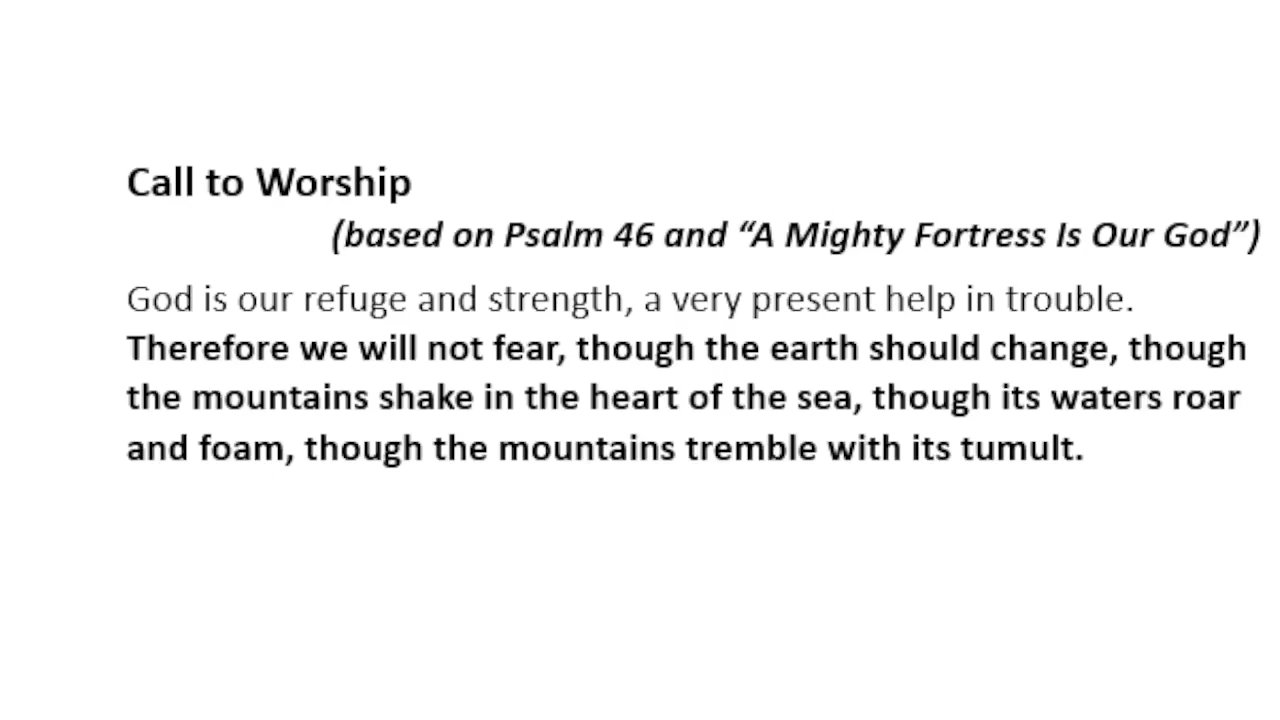 Call to Worship
(based on Psalm 46 and “A Mighty Fortress Is Our God”)
God is our refuge and strength, a very present help in trouble.
Therefore we will not fear, though the earth should change, though
the mountains shake in the heart of the sea, though its waters roar
and foam, though the mountains tremble with its tumult.